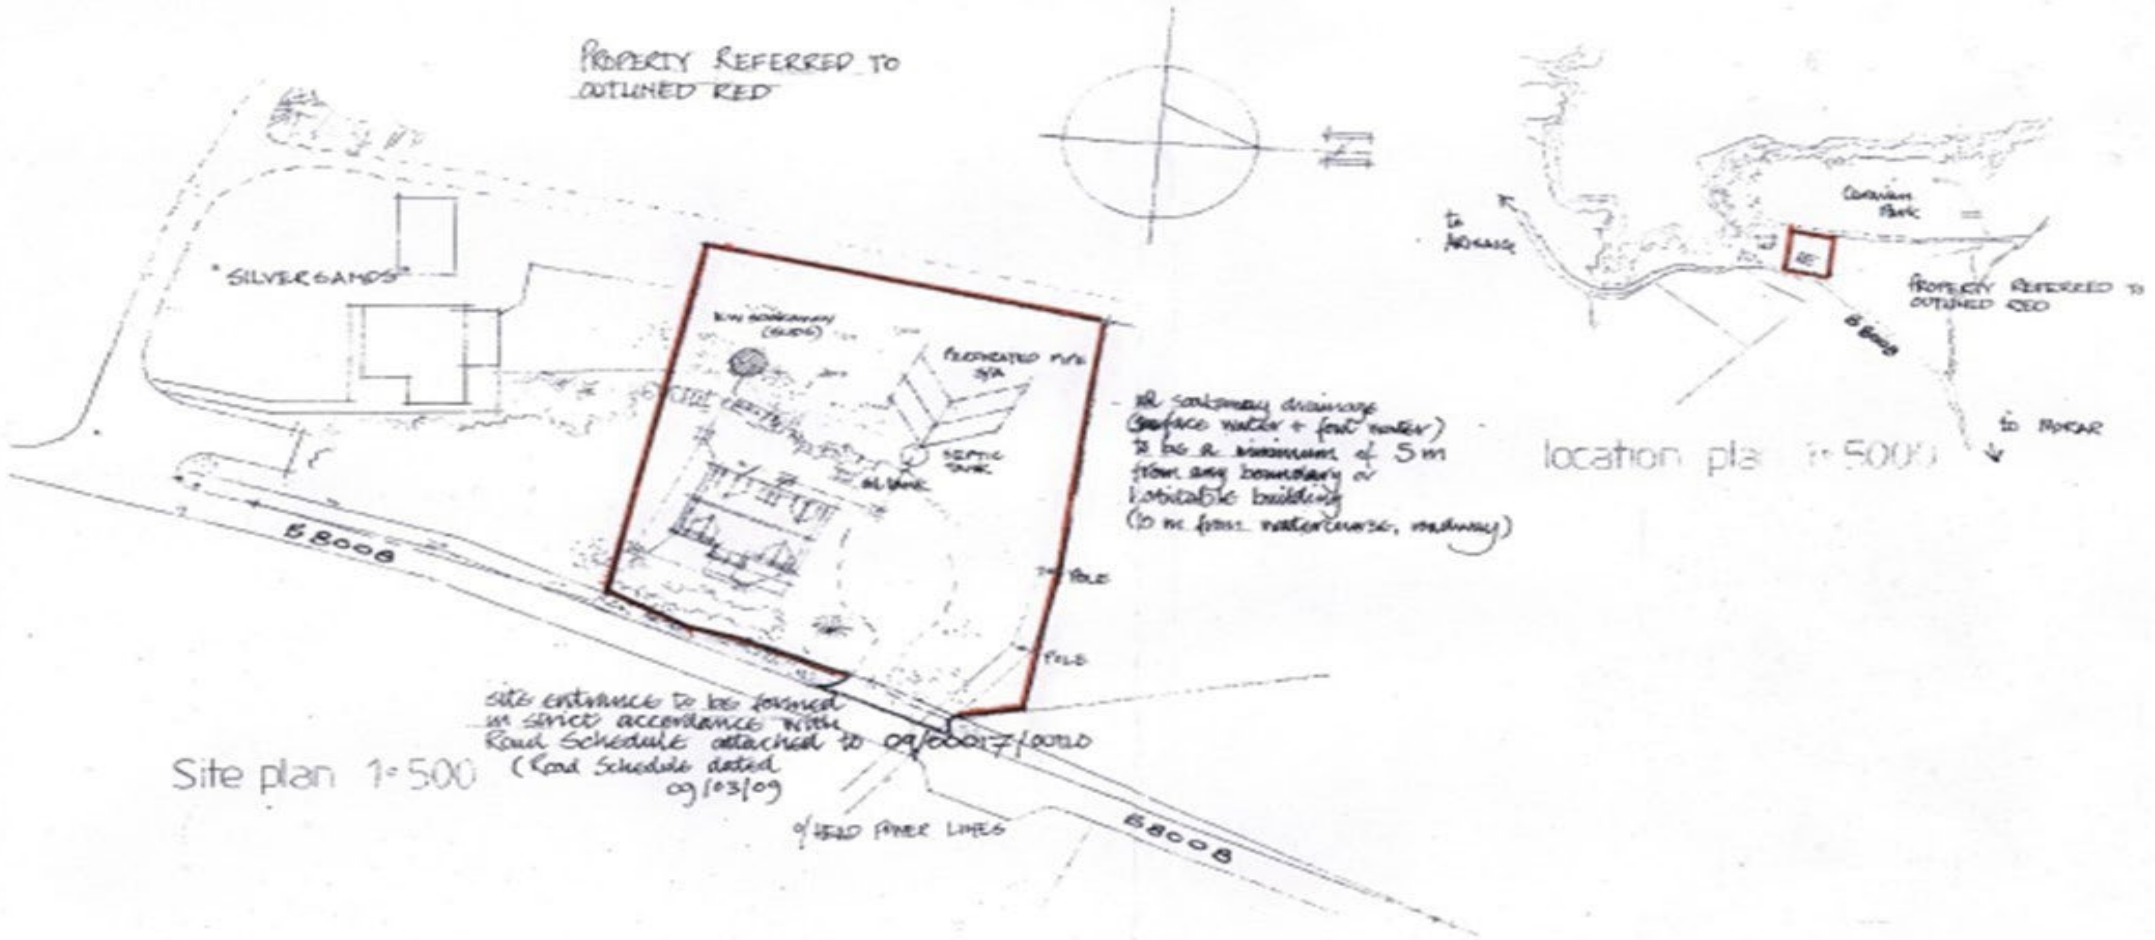 PROPERTY REFERRED TO
OUTLINED RED
N
"SILVERSANDS"
R.W. SOAKAWAY
(SUDS)
PERFORATED PIPE
S/A
SEPTIC
TANK
OIL TANK
POLE
POLE
all soakaway drainage
(surface water + foul water)
to be a minimum of 5m
from any boundary or
habitable building
(10 m from watercourse, roadway)
B8008
site entrance to be formed
in strict accordance with
Road Schedule attached to
(Road Schedule dated
09/03/09
Site plan 1:500
O/HEAD POWER LINES
B8008
to
ARISAIG
Caravan
Park
PROPERTY REFERRED TO
OUTLINED RED
B8008
to MORAR
location plan 1:5000